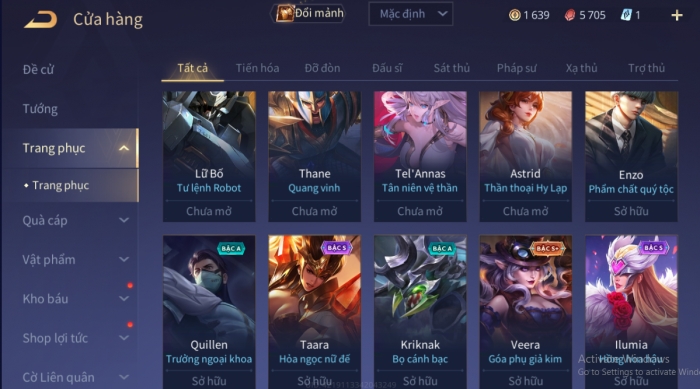 Cửa hàng
Đổi mảnh
Mặc định
1 639
5 705
1
Đề cử
Tướng
Trang phục
Trang phục
Quà cáp
Vật phẩm
Kho báu
Shop lợi tức
Cờ Liên quân
Tất cả Tiến hóa Đỡ đòn Đấu sĩ Sát thủ Pháp sư Xạ thủ Trợ thủ
Lữ Bố
Tư lệnh Robot
Chưa mở
Thane
Quang vinh
Chưa mở
Tel'Annas
Tân niên vệ thần
Chưa mở
Astrid
Thần thoại Hy Lạp
Chưa mở
Enzo
Phẩm chất quý tộc
Sở hữu
BẬC A
Quillen
Trưởng ngoại khoa
Sở hữu
BẬC S
Taara
Hỏa ngọc nữ đế
Sở hữu
BẬC A
Kriknak
Bọ cánh bạc
Sở hữu
BẬC S+
Veera
Góa phụ giả kim
Sở hữu
BẬC S
Ilumia
Hồng hoa hậu
Sở hữu
Activate Windows
Go to Settings to activate Wind